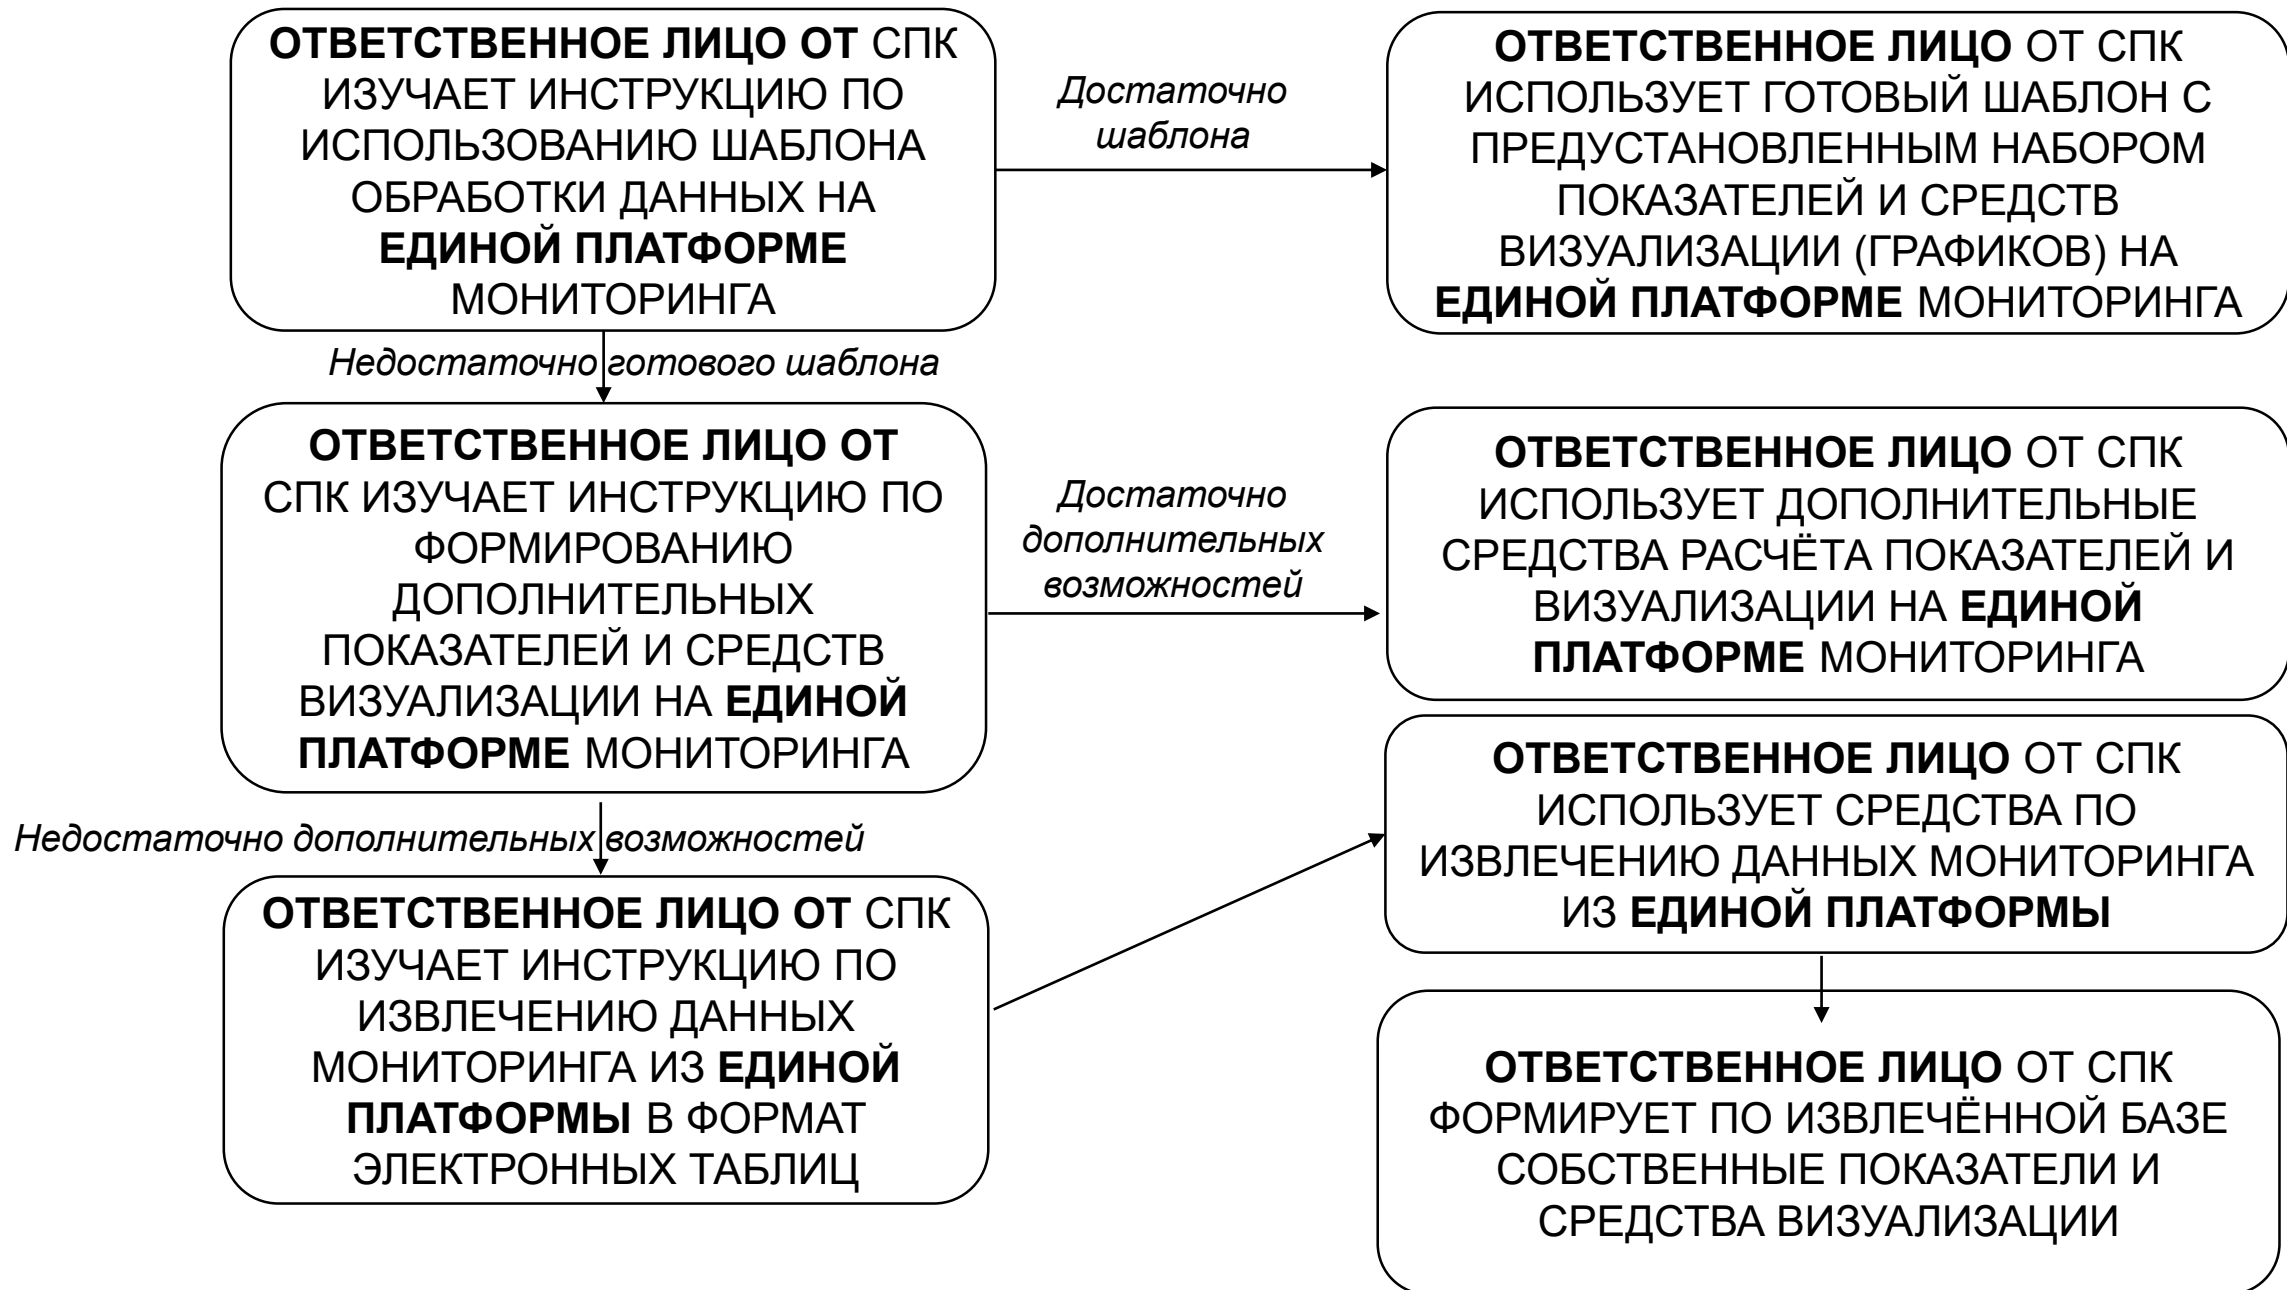 ОТВЕТСТВЕННОЕ ЛИЦО ОТ СПК
ИЗУЧАЕТ ИНСТРУКЦИЮ ПО
ИСПОЛЬЗОВАНИЮ ШАБЛОНА
ОБРАБОТКИ ДАННЫХ НА
ЕДИНОЙ ПЛАТФОРМЕ
МОНИТОРИНГА
Достаточно
шаблона
ОТВЕТСТВЕННОЕ ЛИЦО ОТ СПК
ИСПОЛЬЗУЕТ ГОТОВЫЙ ШАБЛОН С
ПРЕДУСТАНОВЛЕННЫМ НАБОРОМ
ПОКАЗАТЕЛЕЙ И СРЕДСТВ
ВИЗУАЛИЗАЦИИ (ГРАФИКОВ) НА
ЕДИНОЙ ПЛАТФОРМЕ МОНИТОРИНГА
Недостаточно готового шаблона
ОТВЕТСТВЕННОЕ ЛИЦО ОТ
СПК ИЗУЧАЕТ ИНСТРУКЦИЮ ПО
ФОРМИРОВАНИЮ
ДОПОЛНИТЕЛЬНЫХ
ПОКАЗАТЕЛЕЙ И СРЕДСТВ
ВИЗУАЛИЗАЦИИ НА ЕДИНОЙ
ПЛАТФОРМЕ МОНИТОРИНГА
Достаточно
дополнительных
возможностей
ОТВЕТСТВЕННОЕ ЛИЦО ОТ СПК
ИСПОЛЬЗУЕТ ДОПОЛНИТЕЛЬНЫЕ
СРЕДСТВА РАСЧЁТА ПОКАЗАТЕЛЕЙ И
ВИЗУАЛИЗАЦИИ НА ЕДИНОЙ
ПЛАТФОРМЕ МОНИТОРИНГА
Недостаточно дополнительных возможностей
ОТВЕТСТВЕННОЕ ЛИЦО ОТ СПК
ИЗУЧАЕТ ИНСТРУКЦИЮ ПО
ИЗВЛЕЧЕНИЮ ДАННЫХ
МОНИТОРИНГА ИЗ ЕДИНОЙ
ПЛАТФОРМЫ В ФОРМАТ
ЭЛЕКТРОННЫХ ТАБЛИЦ
ОТВЕТСТВЕННОЕ ЛИЦО ОТ СПК
ИСПОЛЬЗУЕТ СРЕДСТВА ПО
ИЗВЛЕЧЕНИЮ ДАННЫХ МОНИТОРИНГА
ИЗ ЕДИНОЙ ПЛАТФОРМЫ
ОТВЕТСТВЕННОЕ ЛИЦО ОТ СПК
ФОРМИРУЕТ ПО ИЗВЛЕЧЁННОЙ БАЗЕ
СОБСТВЕННЫЕ ПОКАЗАТЕЛИ И
СРЕДСТВА ВИЗУАЛИЗАЦИИ